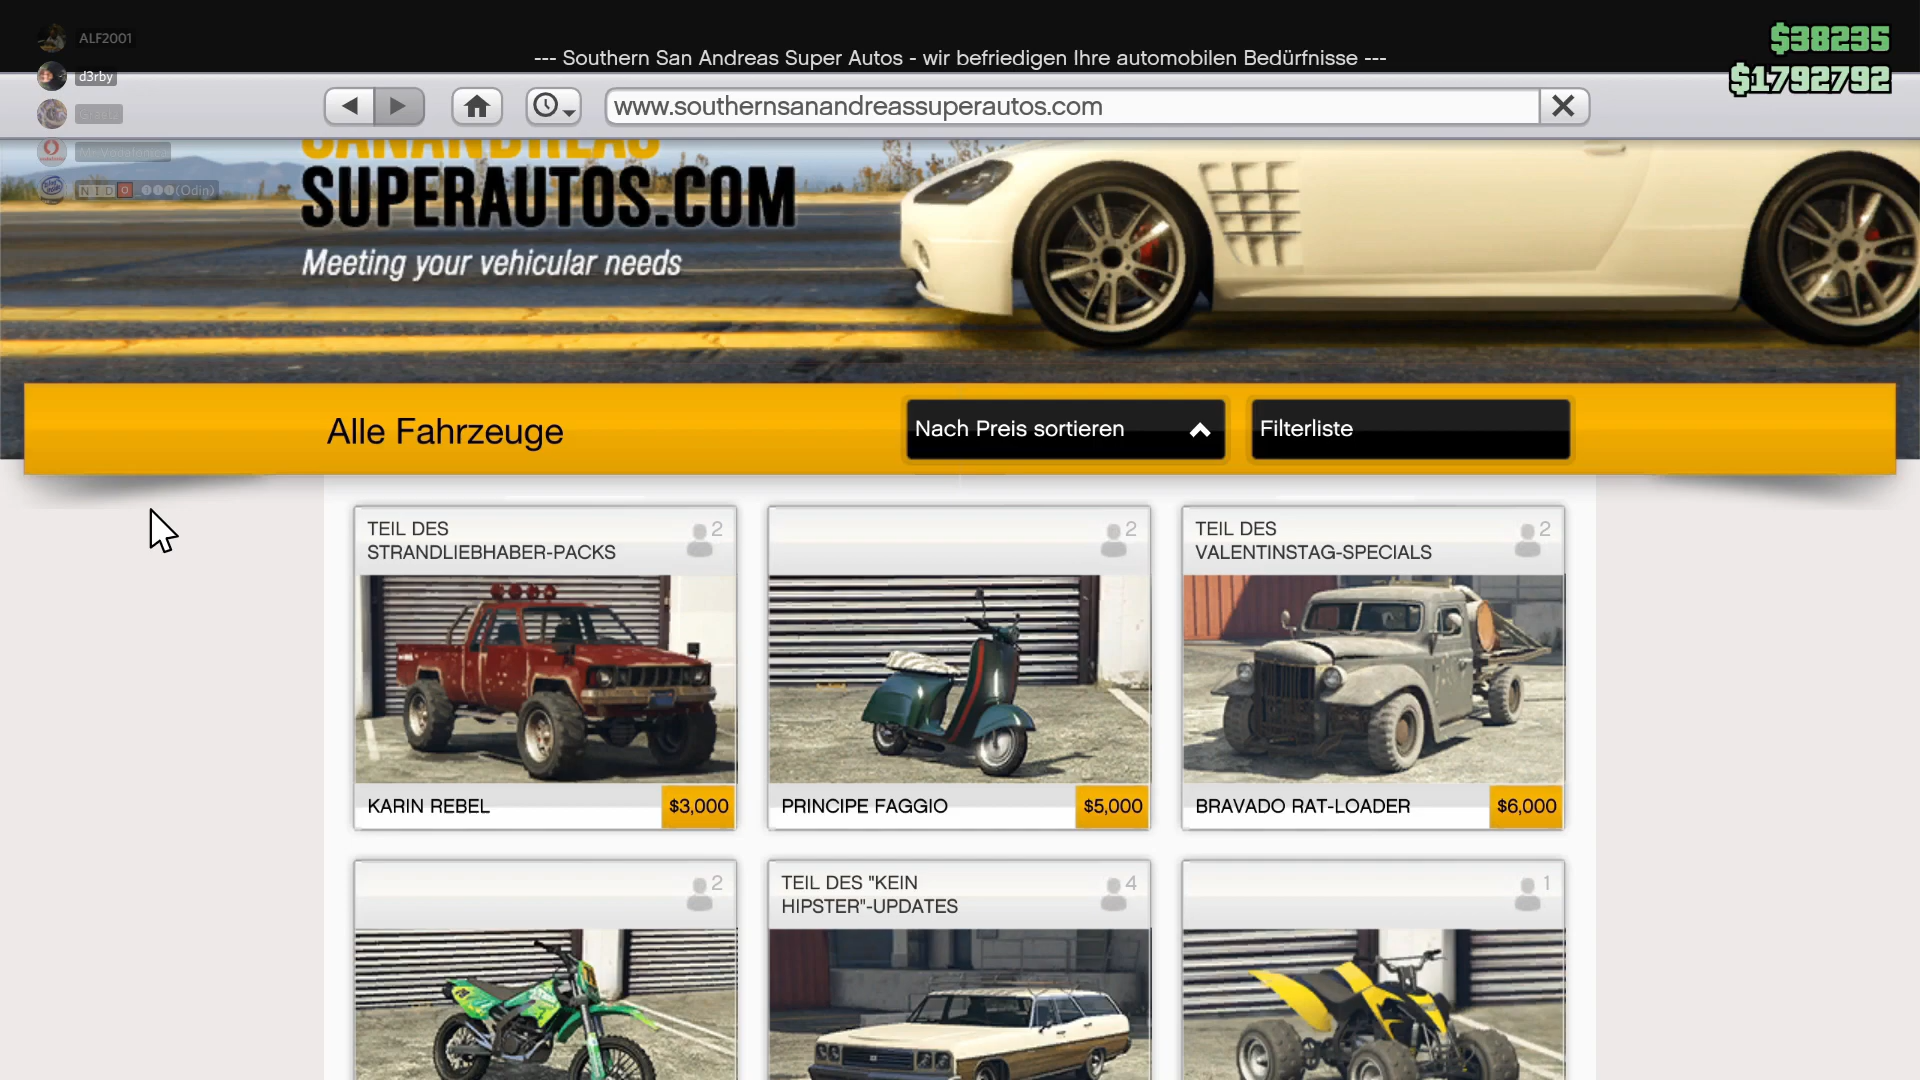 ALF2001
--- Southern San Andreas Super Autos - wir befriedigen Ihre automobilen Bedürfnisse ---
$38235
d3rby
$1792792
www.southernsanandreassuperautos.com
SANANDREAS
SUPERAUTOS.COM
(Odin)
Meeting your vehicular needs
Alle Fahrzeuge
Nach Preis sortieren
Filterliste
TEIL DES
STRANDLIEBHABER-PACKS
2
2
TEIL DES
VALENTINSTAG-SPECIALS
2
KARIN REBEL
$3,000
PRINCIPE FAGGIO
$5,000
BRAVADO RAT-LOADER
$6,000
2
TEIL DES "KEIN
HIPSTER"-UPDATES
4
1